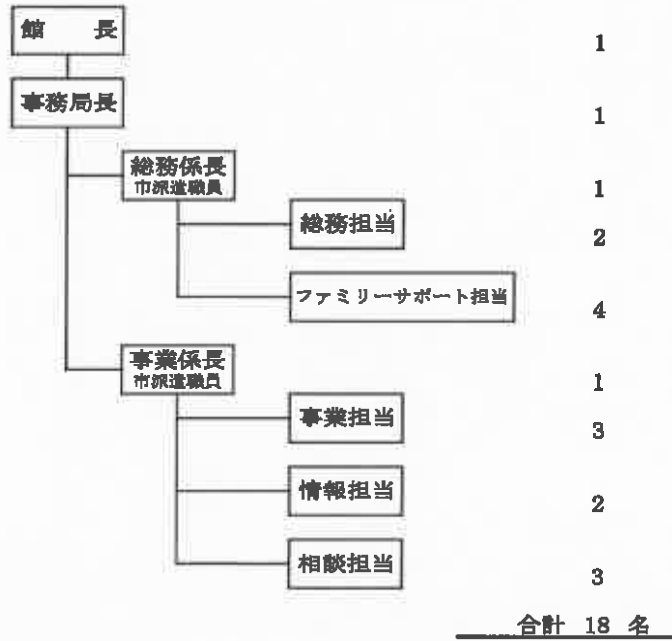 館　長
1
事務局長
1
総務係長
市派遣職員
1
総務担当
2
ファミリーサポート担当
4
事業係長
市派遣職員
1
事業担当
3
情報担当
2
相談担当
3
合計 18 名